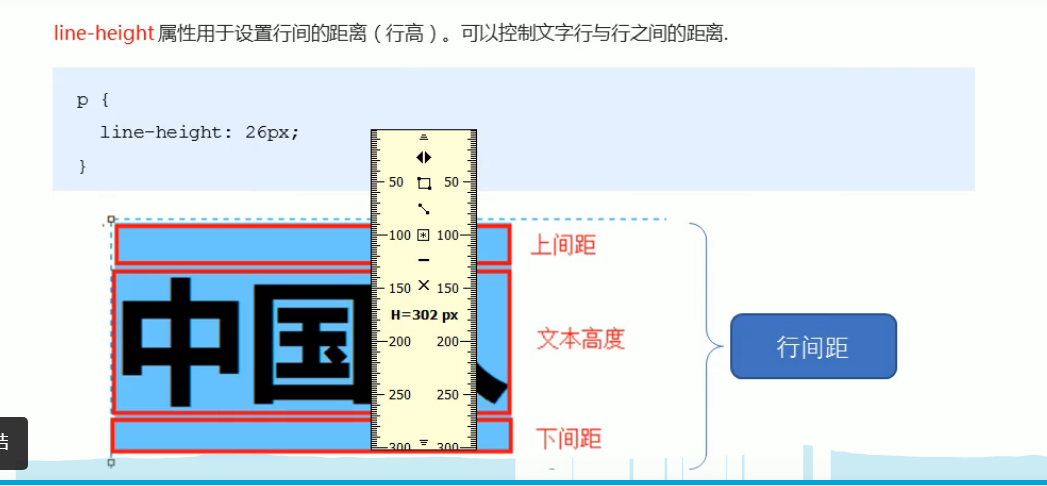 line-height 属性用于设置行间的距离（行高）。可以控制文字行与行之间的距离.
p {
line-height: 26px;
}
50 50
100 100
150 150
H=302 px
200 200
250 250
300 300
上间距
中国人
文本高度
行间距
下间距
结